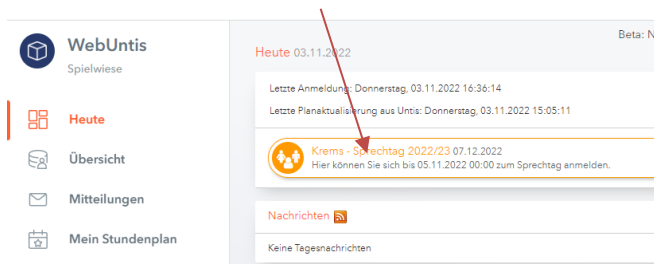 WebUntis
Spielwiese
Heute
Übersicht
Mitteilungen
Mein Stundenplan
Beta: N
Heute 03.11.2022
Letzte Anmeldung: Donnerstag, 03.11.2022 16:36:14
Letzte Planaktualisierung aus Untis: Donnerstag, 03.11.2022 15:05:11
Krems - Sprechtag 2022/23 07.12.2022
Hier können Sie sich bis 05.11.2022 00:00 zum Sprechtag anmelden.
Nachrichten
Keine Tagesnachrichten